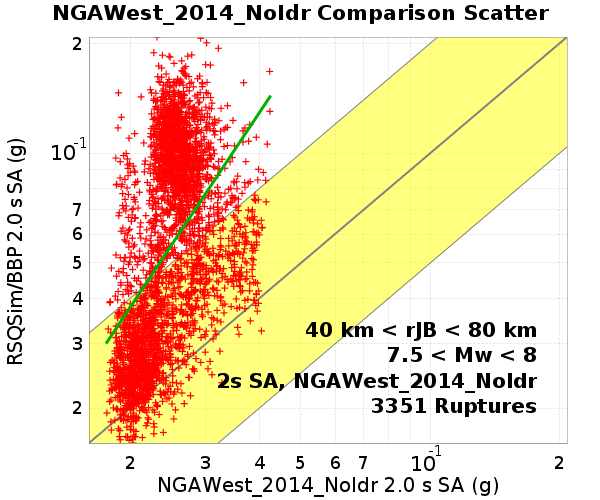 NGAWest_2014_NoIdr Comparison Scatter
2
10-1
7
6
5
4
3
2
RSQSim/BBP 2.0 s SA (g)
40 km < rJB < 80 km
7.5 < Mw < 8
2s SA, NGAWest_2014_NoIdr
3351 Ruptures
2 3 4 5 6 7 10-1 2
NGAWest_2014_NoIdr 2.0 s SA (g)